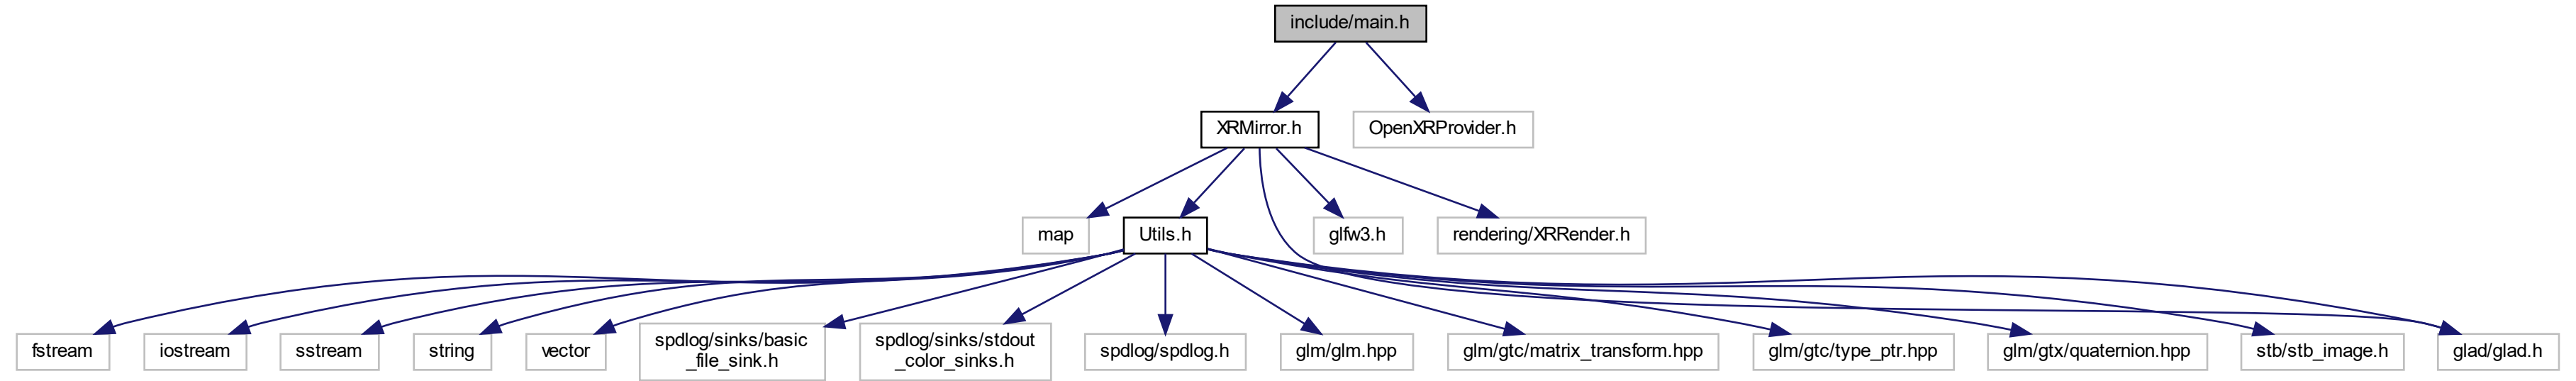 include/main.h
XRMirror.h
OpenXRProvider.h
map
Utils.h
glfw3.h
rendering/XRRender.h
fstream
iostream
sstream
string
vector
spdlog/sinks/basic
_file_sink.h
spdlog/sinks/stdout
_color_sinks.h
spdlog/spdlog.h
glm/glm.hpp
glm/gtc/matrix_transform.hpp
glm/gtc/type_ptr.hpp
glm/gtx/quaternion.hpp
stb/stb_image.h
glad/glad.h